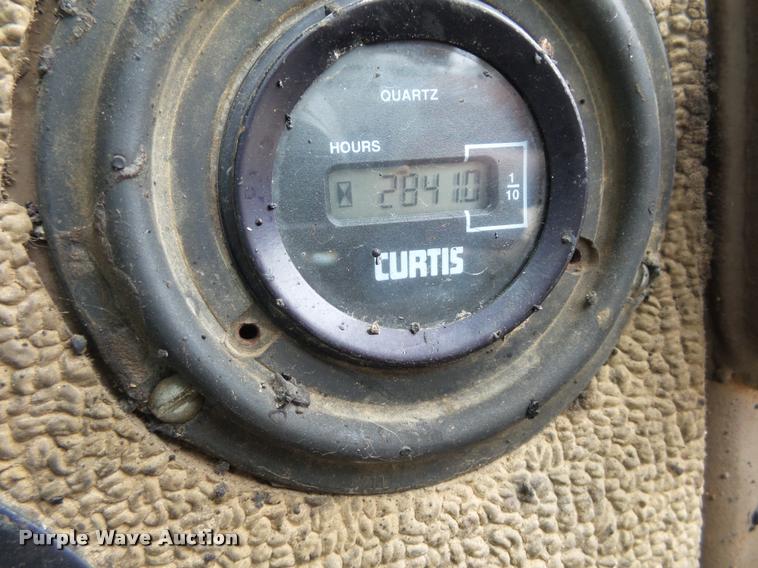 QUARTZ
HOURS
2841.0 1/10
CURTIS
Purple Wave Auction